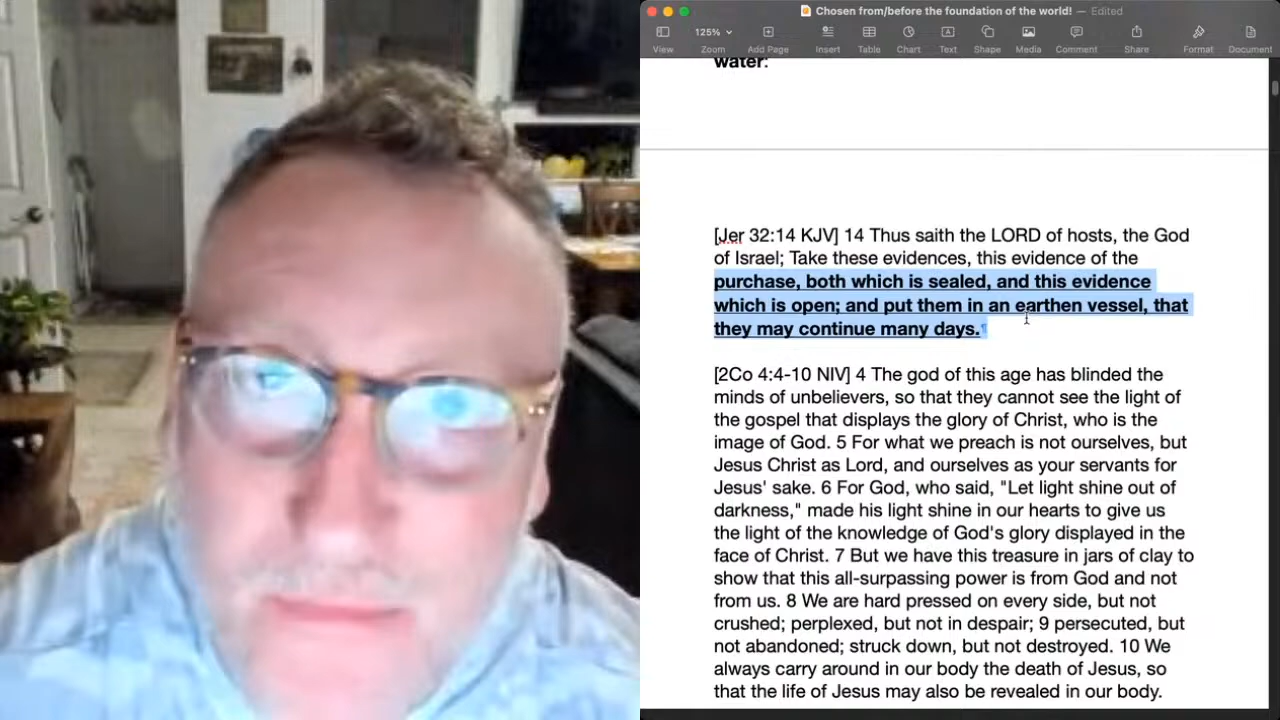 Chosen from/before the foundation of the world! — Edited
125%
View Zoom Add Page Insert Table Chart Text Shape Media Comment Share Format Document
water:
[Jer 32:14 KJV] 14 Thus saith the LORD of hosts, the God
of Israel; Take these evidences, this evidence of the
purchase, both which is sealed, and this evidence
which is open; and put them in an earthen vessel, that
they may continue many days.
[2Co 4:4-10 NIV] 4 The god of this age has blinded the
minds of unbelievers, so that they cannot see the light of
the gospel that displays the glory of Christ, who is the
image of God. 5 For what we preach is not ourselves, but
Jesus Christ as Lord, and ourselves as your servants for
Jesus' sake. 6 For God, who said, "Let light shine out of
darkness," made his light shine in our hearts to give us
the light of the knowledge of God's glory displayed in the
face of Christ. 7 But we have this treasure in jars of clay to
show that this all-surpassing power is from God and not
from us. 8 We are hard pressed on every side, but not
crushed; perplexed, but not in despair; 9 persecuted, but
not abandoned; struck down, but not destroyed. 10 We
always carry around in our body the death of Jesus, so
that the life of Jesus may also be revealed in our body.